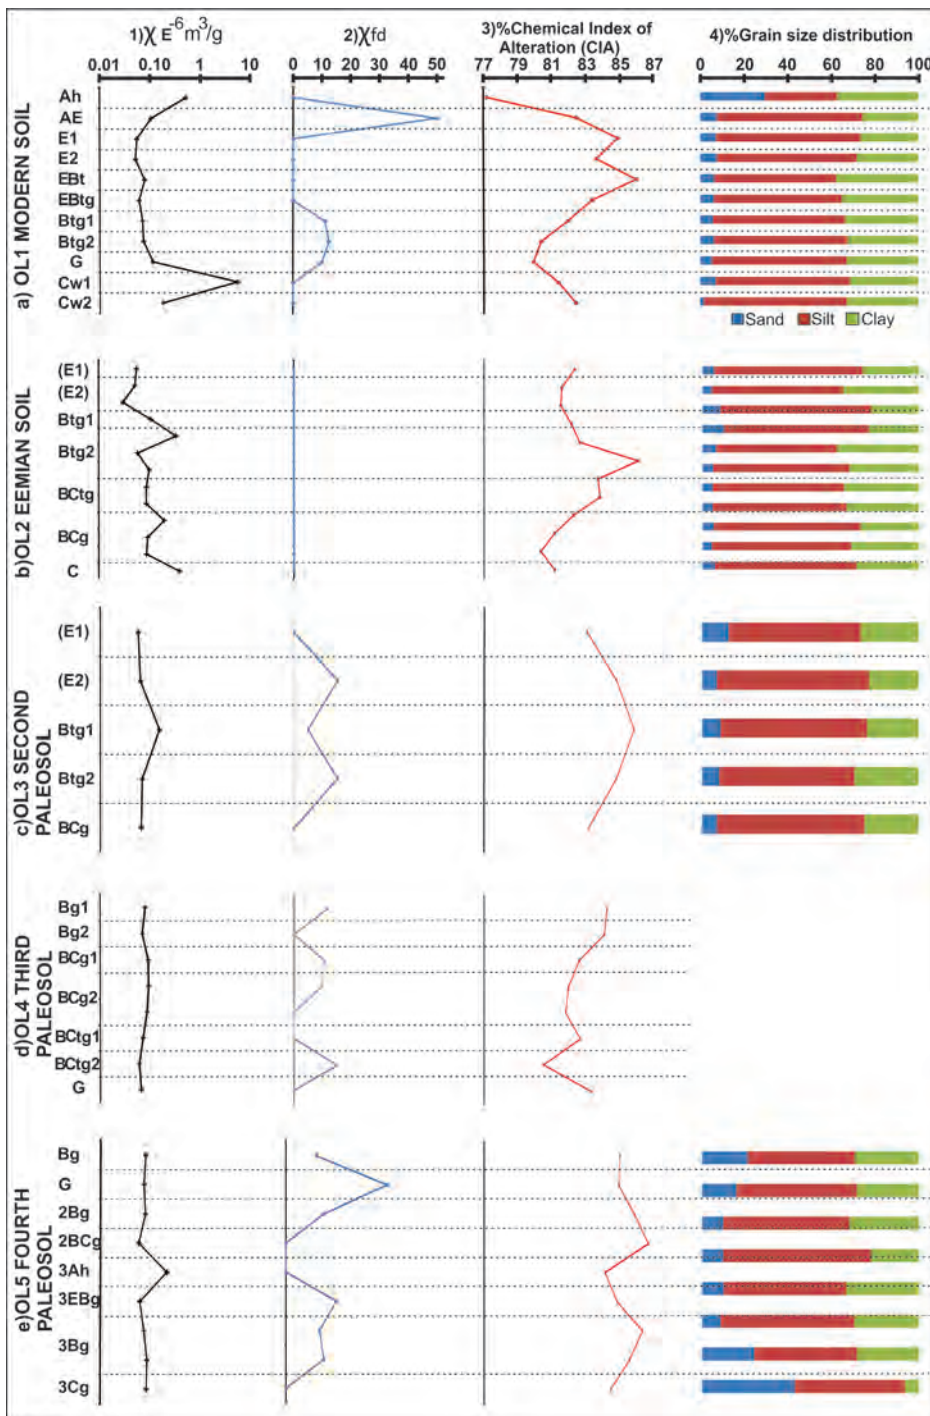 1)χ E⁻⁶m³/g
2)χfd
3)%Chemical Index of
Alteration (CIA)
4)%Grain size distribution
0.01 0.10 1 10
0 10 20 30 40 50
77 79 81 83 85 87
0 20 40 60 80 100
a) OL1 MODERN SOIL
Ah
AE
E1
E2
EBt
EBtg
Btg1
Btg2
G
Cw1
Cw2
Sand Silt Clay
b)OL2 EEMIAN SOIL
(E1)
(E2)
Btg1
Btg2
BCtg
BCg
C
c)OL3 SECOND
PALEOSOL
(E1)
(E2)
Btg1
Btg2
BCg
d)OL4 THIRD
PALEOSOL
Bg1
Bg2
BCg1
BCg2
BCtg1
BCtg2
G
e)OL5 FOURTH
PALEOSOL
Bg
G
2Bg
2BCg
3Ah
3EBg
3Bg
3Cg